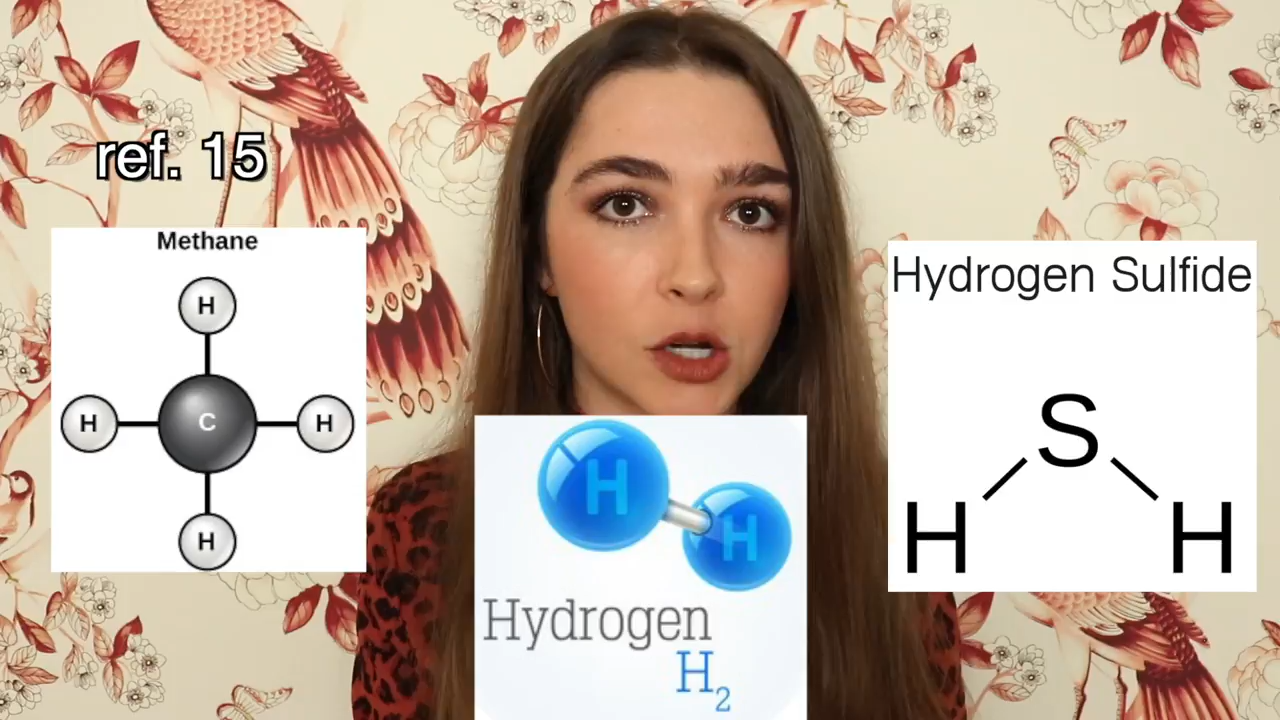 ref. 15
Methane
H
H C H
H
H
H
Hydrogen
H2
Hydrogen Sulfide
S
H H